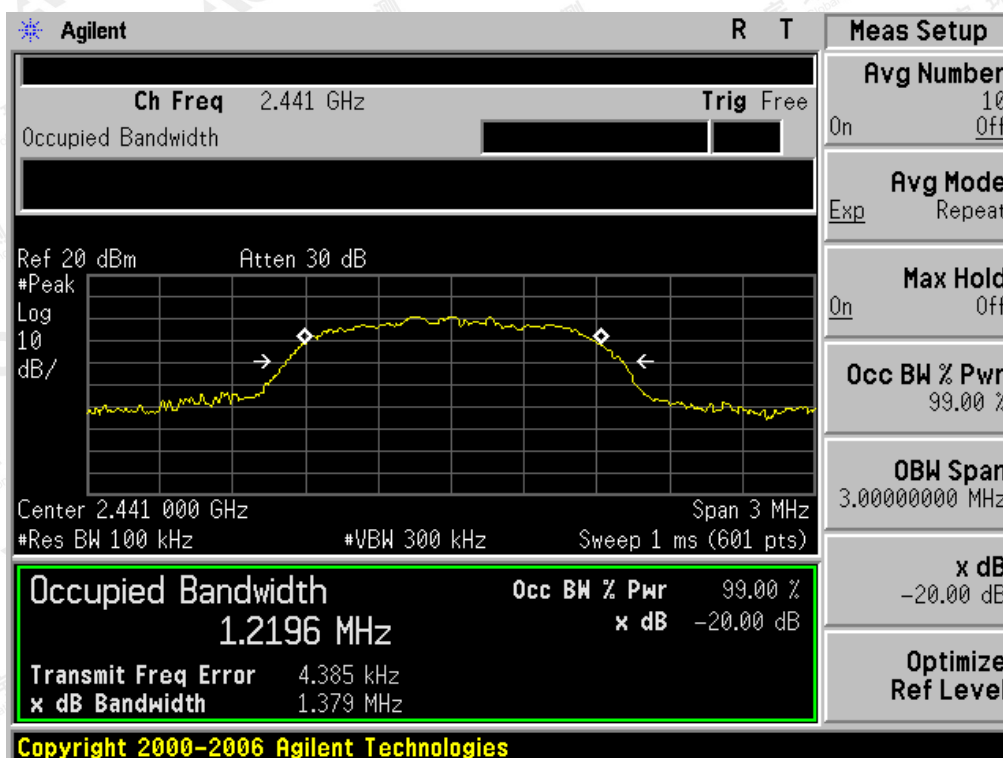 Agilent R T
Ch Freq 2.441 GHz Trig Free
Occupied Bandwidth
Ref 20 dBm Atten 30 dB
#Peak
Log
10
dB/
Center 2.441 000 GHz Span 3 MHz
#Res BW 100 kHz #VBW 300 kHz Sweep 1 ms (601 pts)
Occupied Bandwidth Occ BW % Pwr 99.00 %
1.2196 MHz x dB -20.00 dB
Transmit Freq Error 4.385 kHz
x dB Bandwidth 1.379 MHz
Copyright 2000-2006 Agilent Technologies
Meas Setup
Avg Number
10
On Off
Avg Mode
Exp Repeat
Max Hold
On Off
Occ BW % Pwr
99.00 %
OBW Span
3.00000000 MHz
x dB
-20.00 dB
Optimize
Ref Level